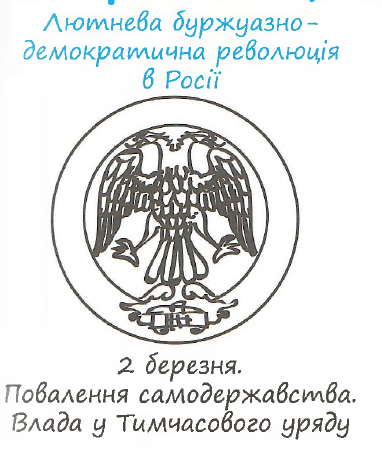 Лютнева буржуазно-
демократична революція
в Росії
2 березня.
Повалення самодержавства.
Влада у Тимчасового уряду